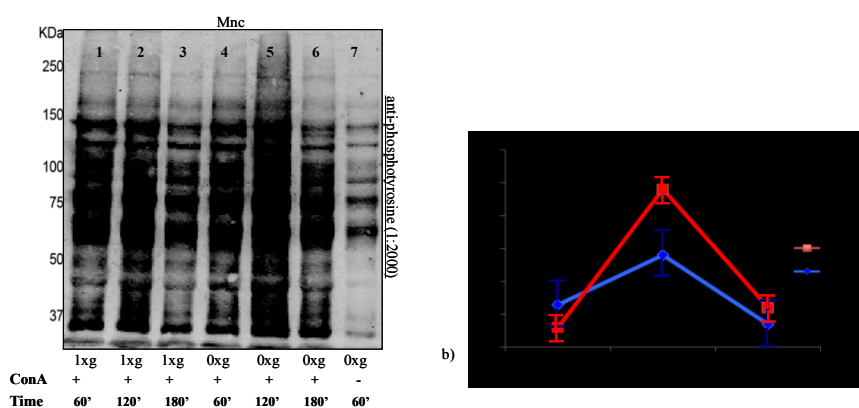 Mnc
KDa
1 2 3 4 5 6 7
250
150
100
75
50
37
anti-phosphotyrosine (1:2000)
1xg 1xg 1xg 0xg 0xg 0xg 0xg
ConA + + + + + + -
Time 60’ 120’ 180’ 60’ 120’ 180’ 60’
b)